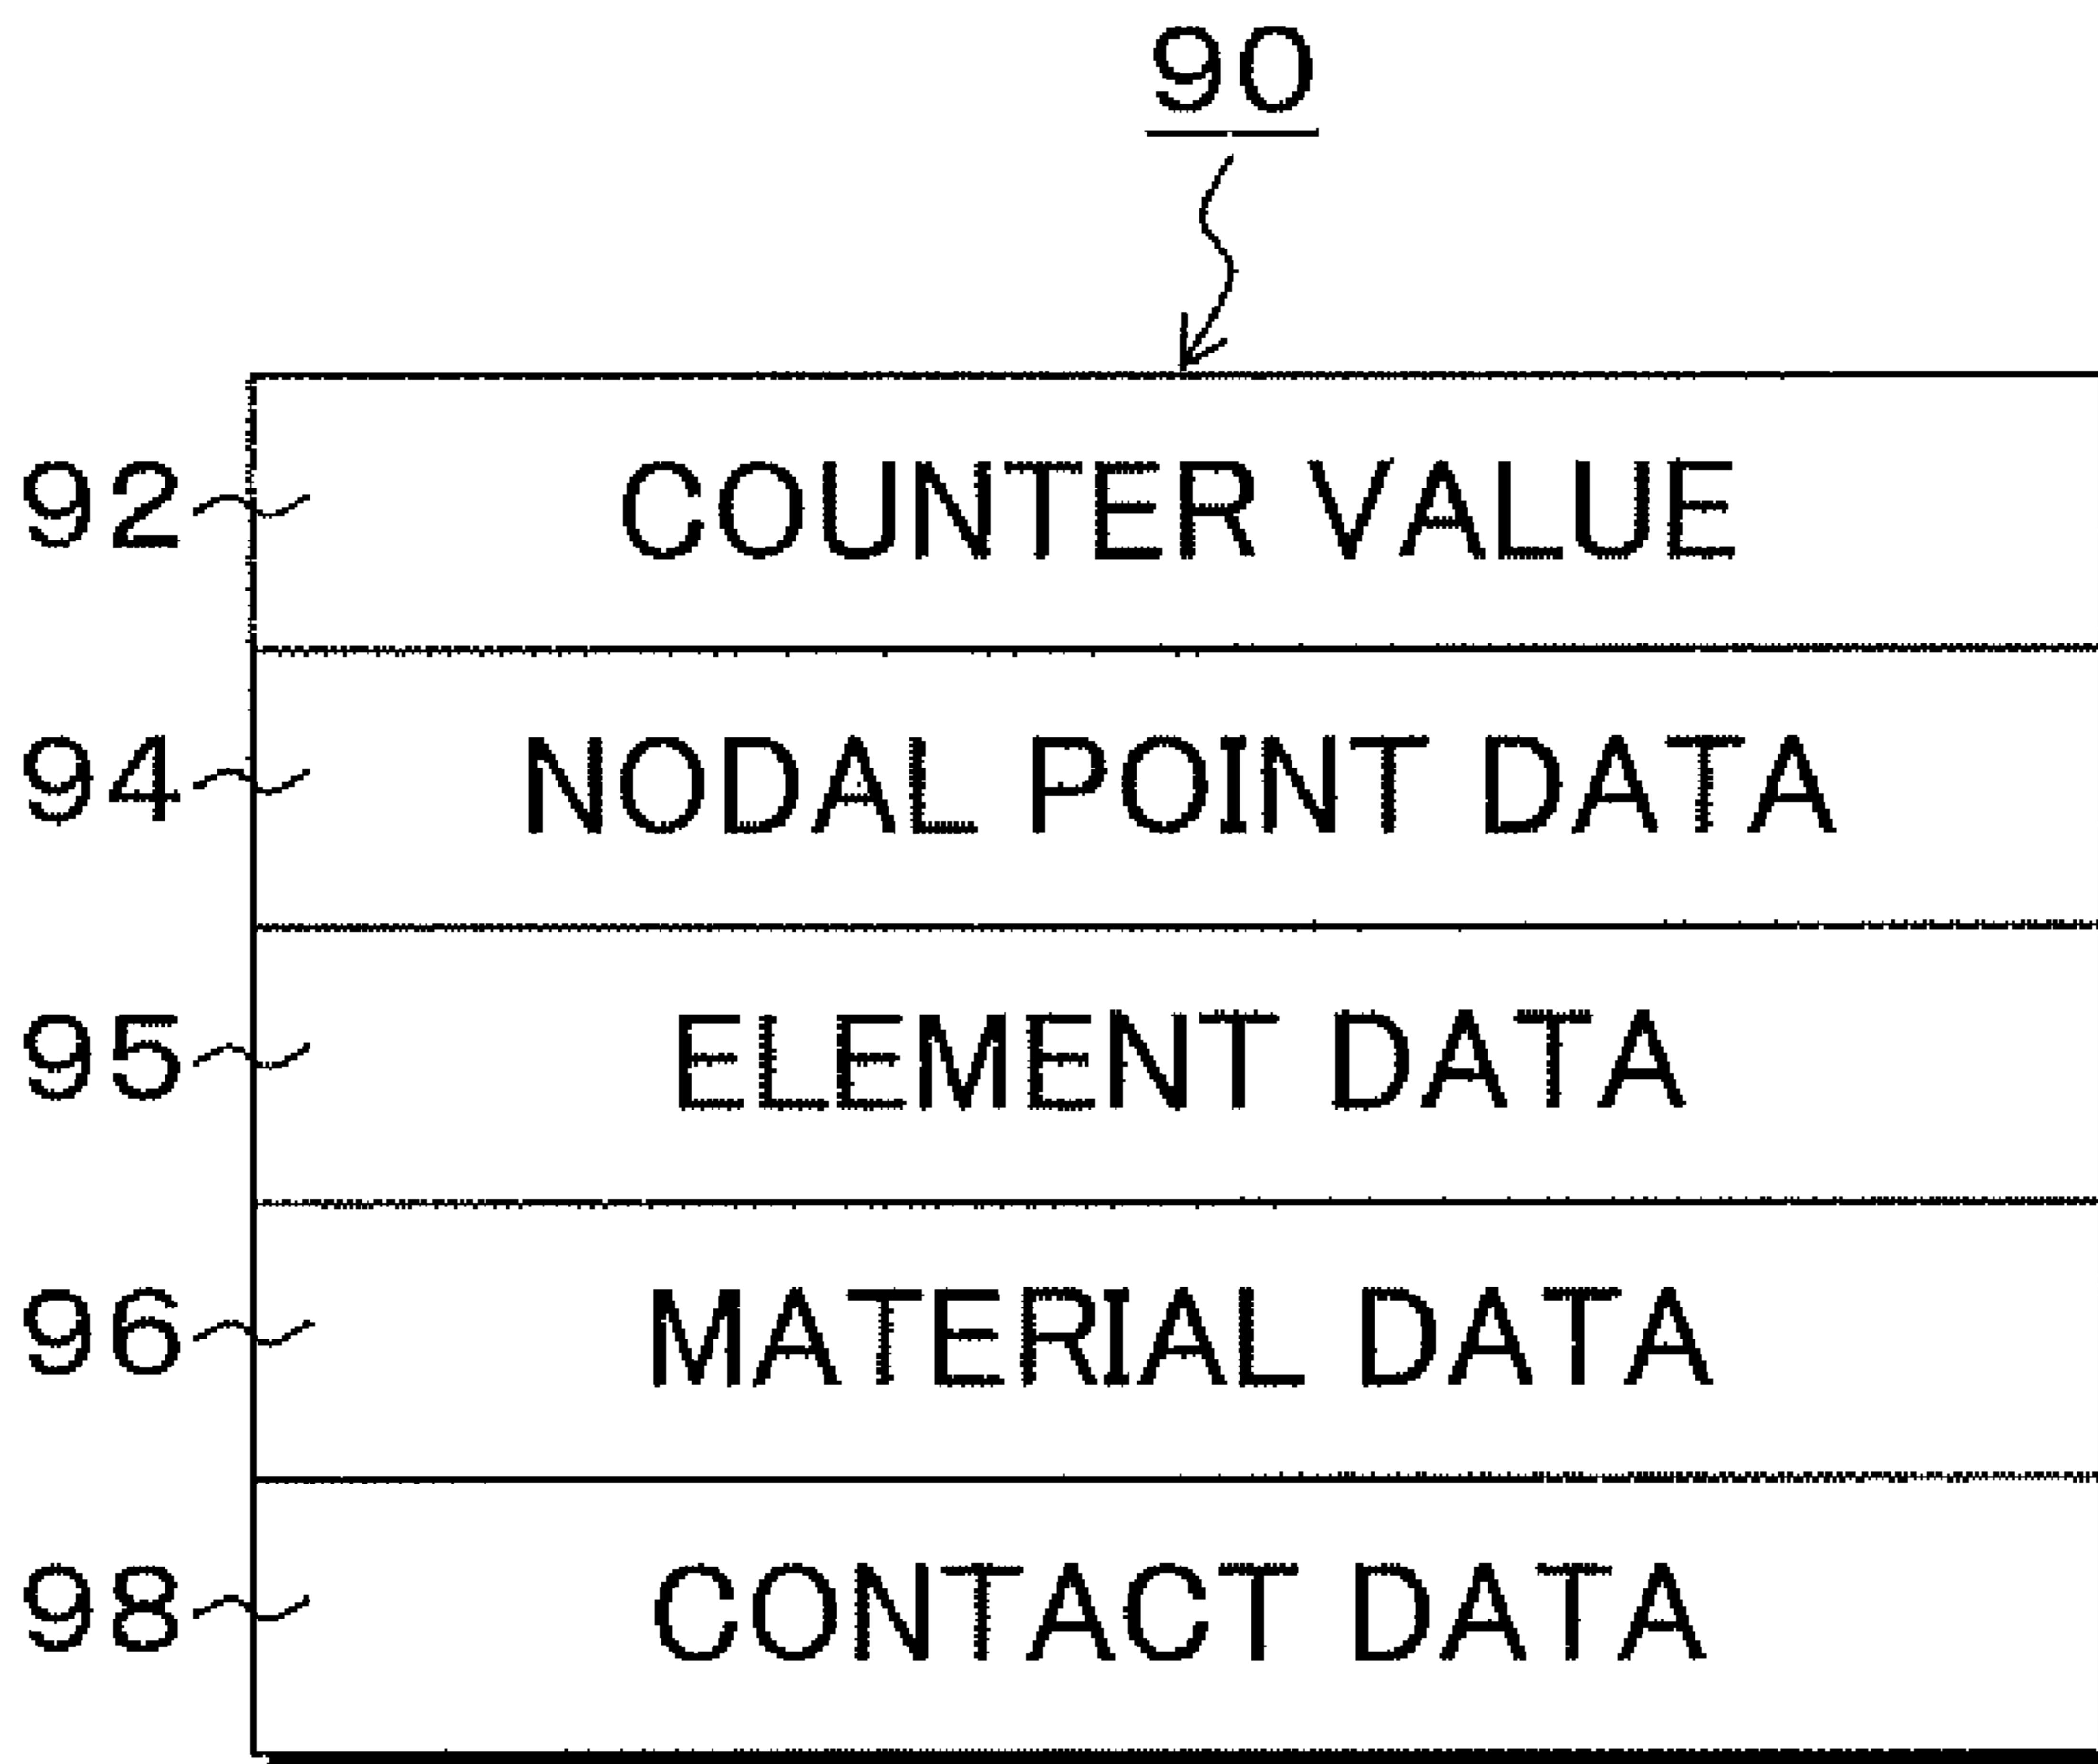 90
92 COUNTER VALUE
94 NODAL POINT DATA
95 ELEMENT DATA
96 MATERIAL DATA
98 CONTACT DATA